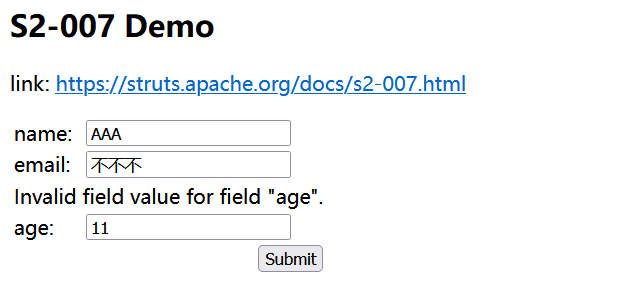 S2-007 Demo
link: https://struts.apache.org/docs/s2-007.html
name: AAA
email: 不不不
Invalid field value for field "age".
age: 11
Submit